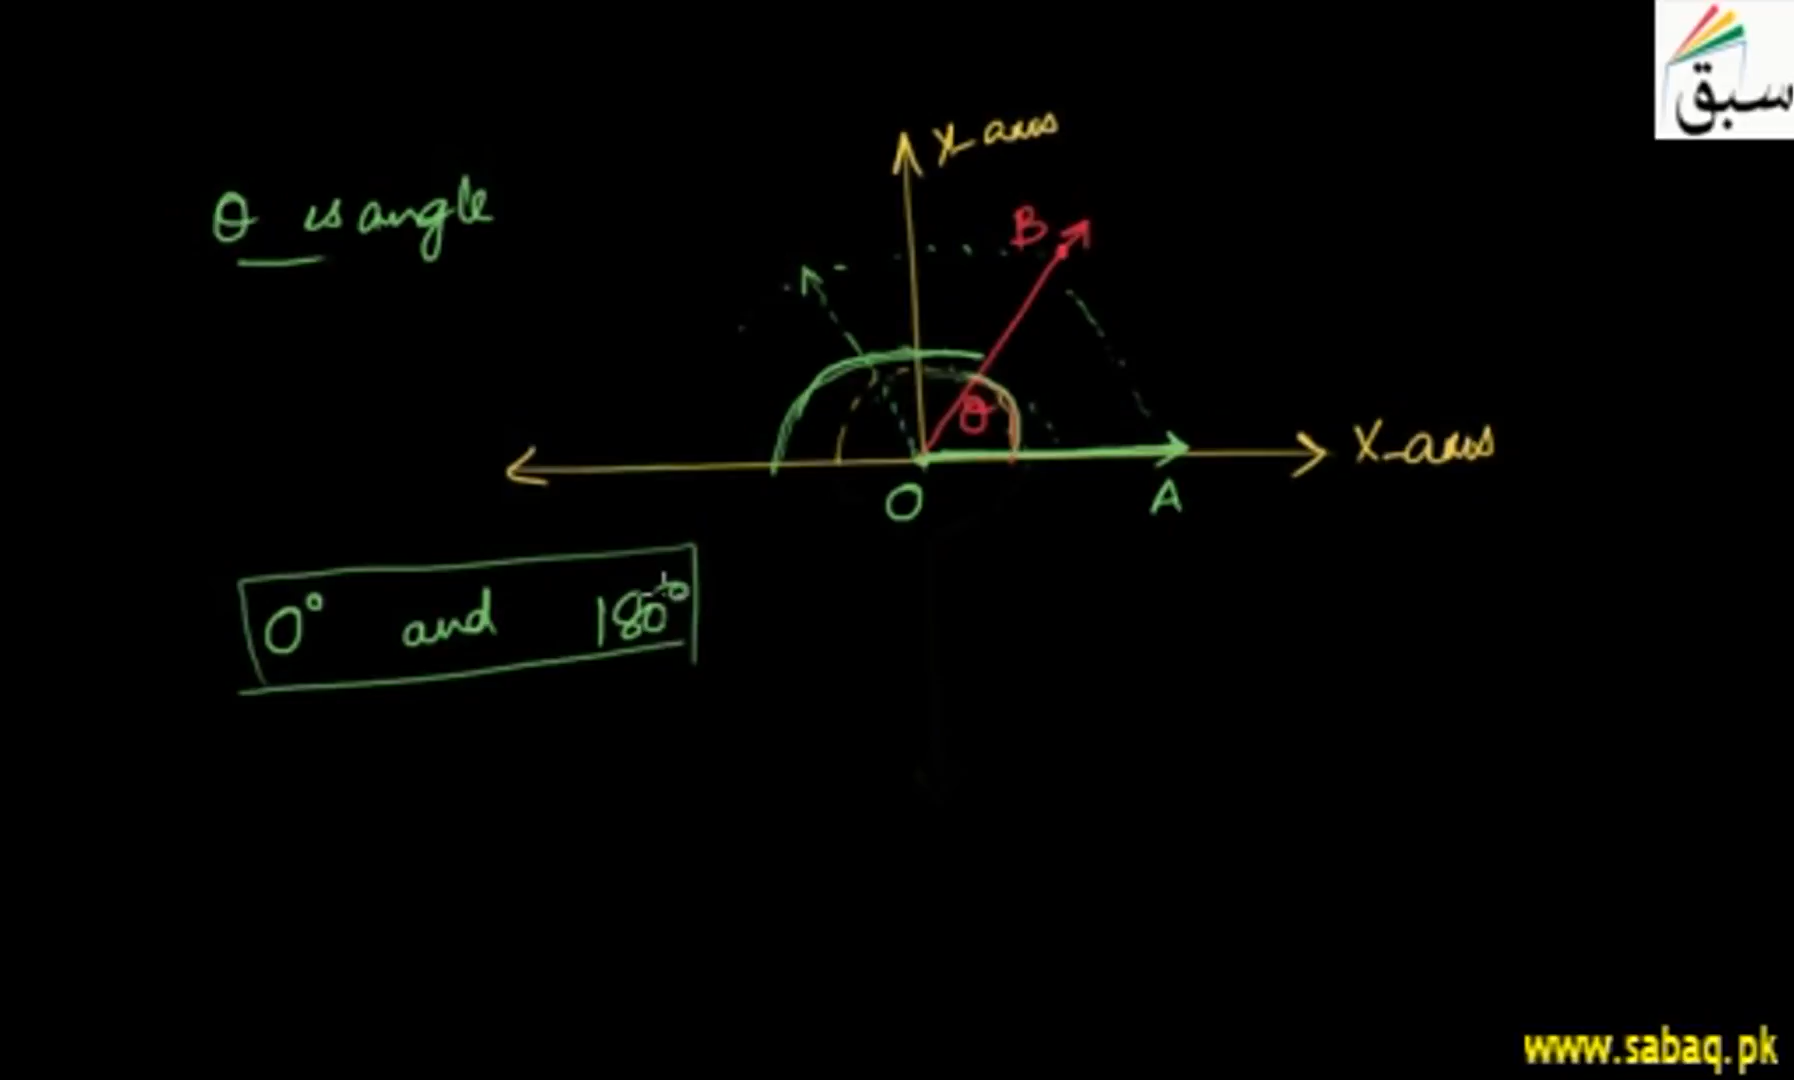 سبق
y-axis
θ is angle
B
θ
X-axis
O
A
0° and 180°
www.sabaq.pk